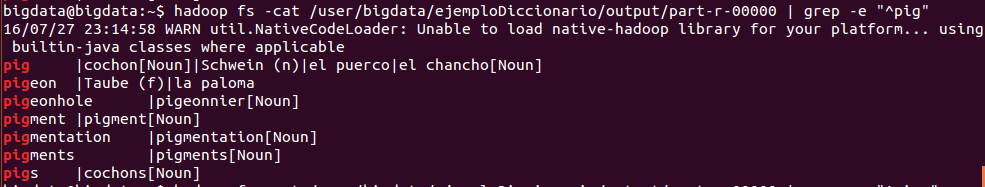 bigdata@bigdata:~$ hadoop fs -cat /user/bigdata/ejemploDiccionario/output/part-r-00000 | grep -e "^pig"
16/07/27 23:14:58 WARN util.NativeCodeLoader: Unable to load native-hadoop library for your platform... using
builtin-java classes where applicable
pig |cochon[Noun]|Schwein (n)|el puerco|el chancho[Noun]
pigeon |Taube (f)|la paloma
pigeonhole |pigeonnier[Noun]
pigment |pigment[Noun]
pigmentation |pigmentation[Noun]
pigments |pigments[Noun]
pigs |cochons[Noun]